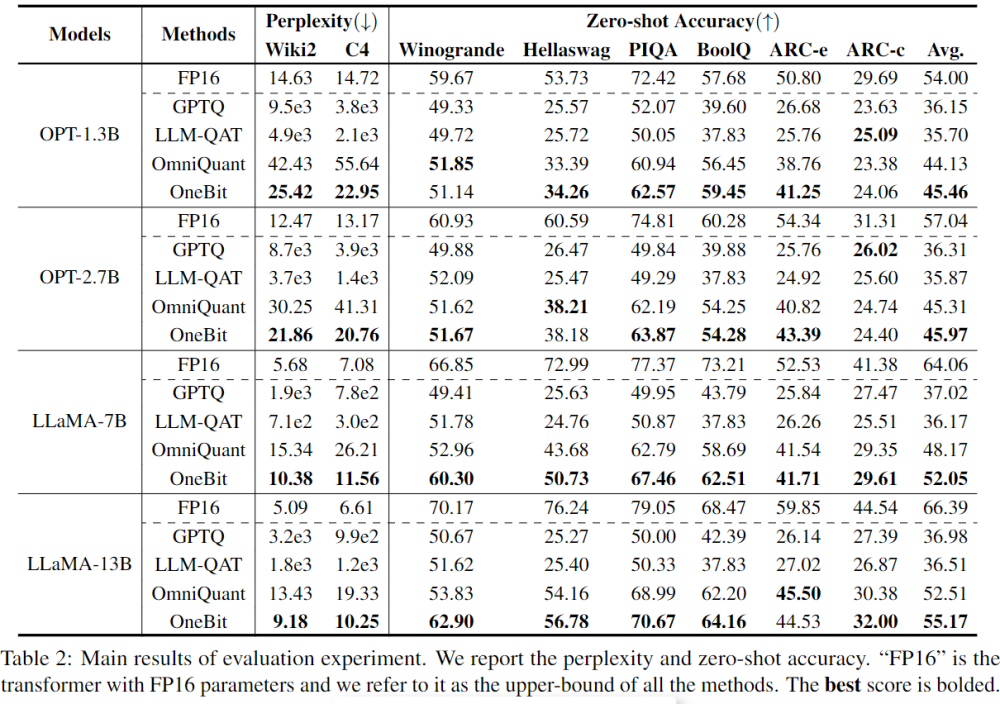 Models Methods Perplexity(↓) Zero-shot Accuracy(↑)
Wiki2 C4 Winogrande Hellaswag PIQA BoolQ ARC-e ARC-c Avg.
FP16 14.63 14.72 59.67 53.73 72.42 57.68 50.80 29.69 54.00
GPTQ 9.5e3 3.8e3 49.33 25.57 52.07 39.60 26.68 23.63 36.15
OPT-1.3B LLM-QAT 4.9e3 2.1e3 49.72 25.72 50.05 37.83 25.76 25.09 35.70
OmniQuant 42.43 55.64 51.85 33.39 60.94 56.45 38.76 23.38 44.13
OneBit 25.42 22.95 51.14 34.26 62.57 59.45 41.25 24.06 45.46
FP16 12.47 13.17 60.93 60.59 74.81 60.28 54.34 31.31 57.04
GPTQ 8.7e3 3.9e3 49.88 26.47 49.84 39.88 25.76 26.02 36.31
OPT-2.7B LLM-QAT 3.7e3 1.4e3 52.09 25.47 49.29 37.83 24.92 25.60 35.87
OmniQuant 30.25 41.31 51.62 38.21 62.19 54.25 40.82 24.74 45.31
OneBit 21.86 20.76 51.67 38.18 63.87 54.28 43.39 24.40 45.97
FP16 5.68 7.08 66.85 72.99 77.37 73.21 52.53 41.38 64.06
GPTQ 1.9e3 7.8e2 49.41 25.63 49.95 43.79 25.84 27.47 37.02
LLaMA-7B LLM-QAT 7.1e2 3.0e2 51.78 24.76 50.87 37.83 26.26 25.51 36.17
OmniQuant 15.34 26.21 52.96 43.68 62.79 58.69 41.54 29.35 48.17
OneBit 10.38 11.56 60.30 50.73 67.46 62.51 41.71 29.61 52.05
FP16 5.09 6.61 70.17 76.24 79.05 68.47 59.85 44.54 66.39
GPTQ 3.2e3 9.9e2 50.67 25.27 50.00 42.39 26.14 27.39 36.98
LLaMA-13B LLM-QAT 1.8e3 1.2e3 51.62 25.40 50.33 37.83 27.02 26.87 36.51
OmniQuant 13.43 19.33 53.83 54.16 68.99 62.20 45.50 30.38 52.51
OneBit 9.18 10.25 62.90 56.78 70.67 64.16 44.53 32.00 55.17
Table 2: Main results of evaluation experiment. We report the perplexity and zero-shot accuracy. “FP16” is the
transformer with FP16 parameters and we refer to it as the upper-bound of all the methods. The best score is bolded.